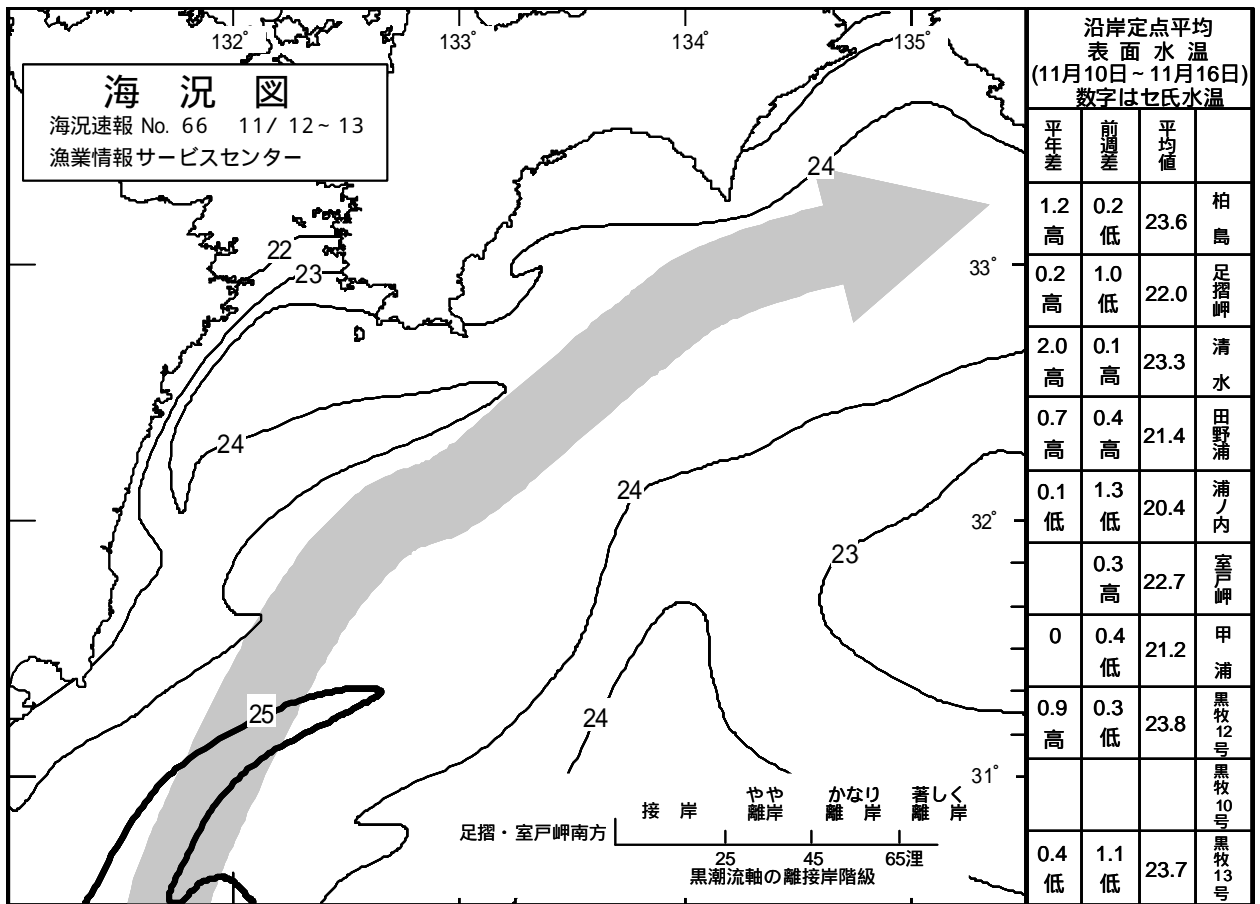 132°
133°
134°
135°
海 況 図
海況速報 No. 66 11/ 12~ 13
漁業情報サービスセンター
24
22
23
33°
24
24
32°
23
25
24
31°
接 岸
やや
離岸
かなり
離 岸
著しく
離 岸
足摺・室戸岬南方
25
45
65浬
黒潮流軸の離接岸階級
沿岸定点平均
表 面 水 温
(11月10日~11月16日)
数字はセ氏水温
平年差 前週差 平均値
1.2高 0.2低 23.6 柏島
0.2高 1.0低 22.0 足摺岬
2.0高 0.1高 23.3 清水
0.7高 0.4高 21.4 田野浦
0.1低 1.3低 20.4 浦ノ内
0.3高 22.7 室戸岬
0 0.4低 21.2 甲浦
0.9高 0.3低 23.8 黒牧12号
黒牧10号
0.4低 1.1低 23.7 黒牧13号